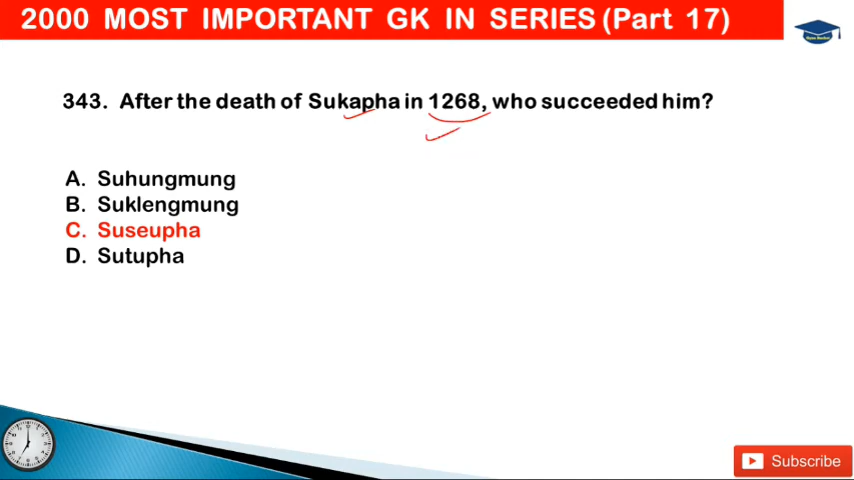 2000 MOST IMPORTANT GK IN SERIES (Part 17)
343. After the death of Sukapha in 1268, who succeeded him?
A. Suhungmung
B. Suklengmung
C. Suseupha
D. Sutupha
Subscribe